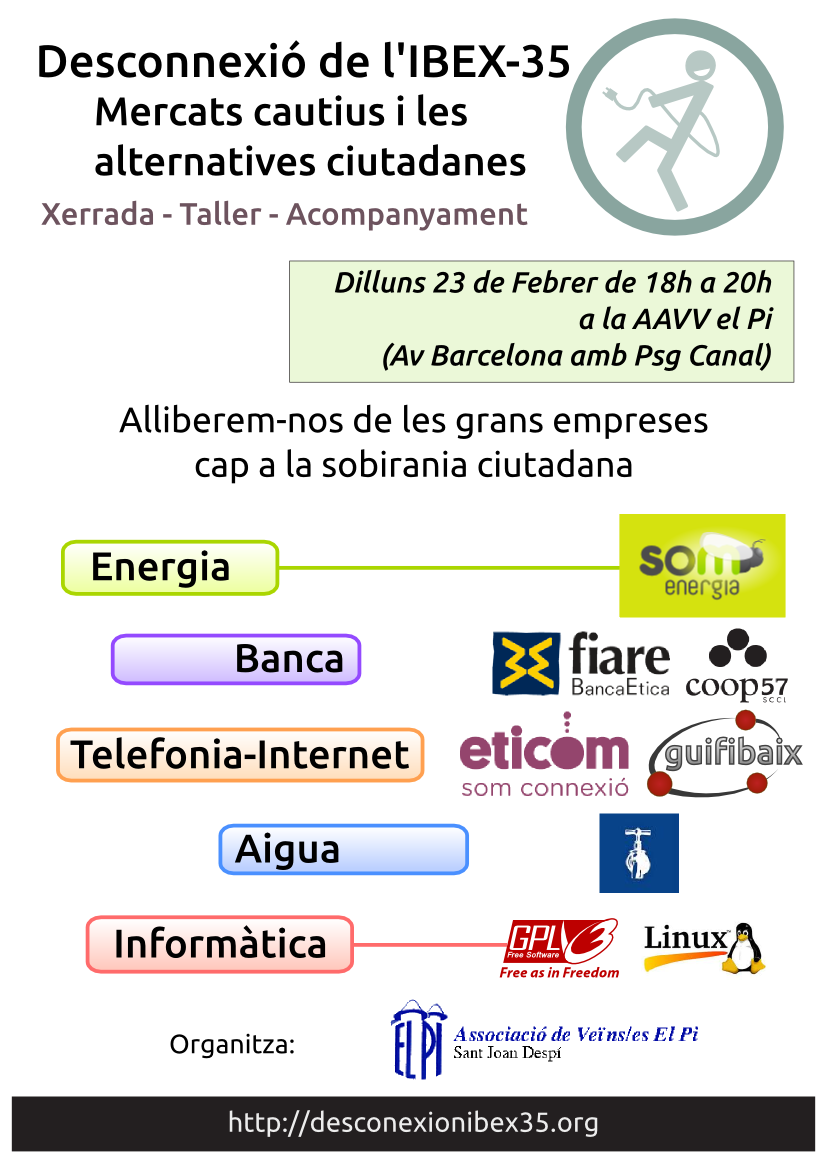 Desconnexió de l'IBEX-35
Mercats cautius i les
alternatives ciutadanes
Xerrada - Taller - Acompanyament
Dilluns 23 de Febrer de 18h a 20h
a la AAVV el Pi
(Av Barcelona amb Psg Canal)
Alliberem-nos de les grans empreses
cap a la sobirania ciutadana
Energia
som
energia
Banca
fiare
BancaEtica
coop57
SCCL
Telefonia-Internet
eticom
som connexió
guifibaix
Aigua
Informàtica
GPLv3
Free Software
Free as in Freedom
Linux
Organitza:
EL PI
Associació de Veïns/es El Pi
Sant Joan Despí
http://desconexionibex35.org